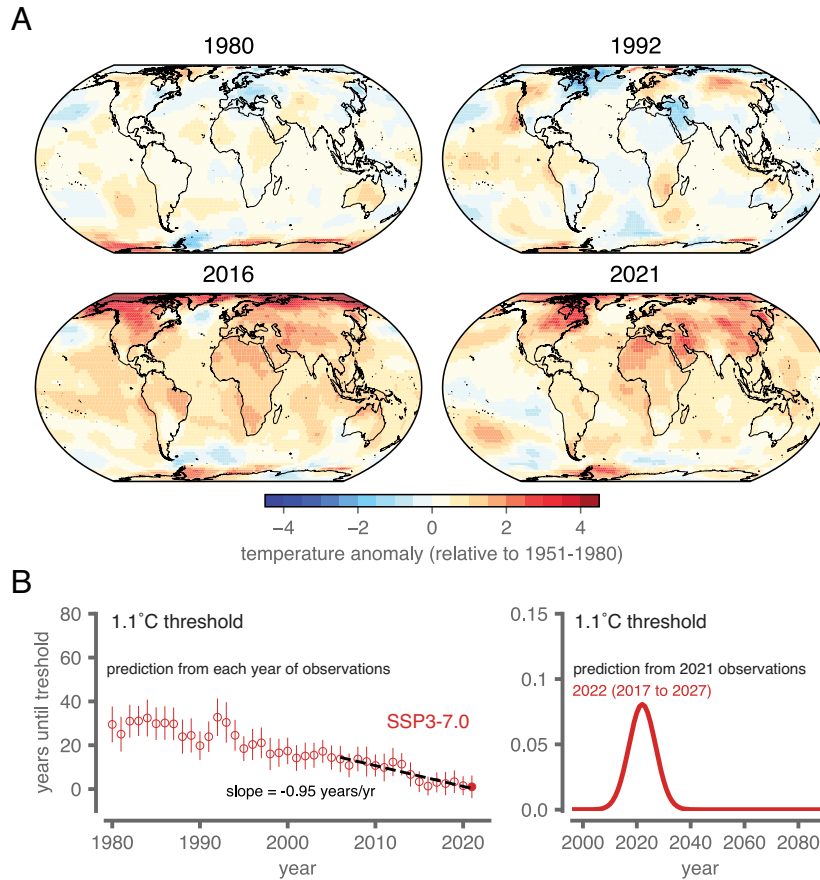 A
1980
1992
2016
2021
−4 −2 0 2 4
temperature anomaly (relative to 1951-1980)
B
80
60
40
20
0
years until treshold
1.1˚C threshold
prediction from each year of observations
SSP3-7.0
slope = -0.95 years/yr
1980 1990 2000 2010 2020
year
0.15
0.10
0.05
0.0
1.1˚C threshold
prediction from 2021 observations
2022 (2017 to 2027)
2000 2020 2040 2060 2080
year